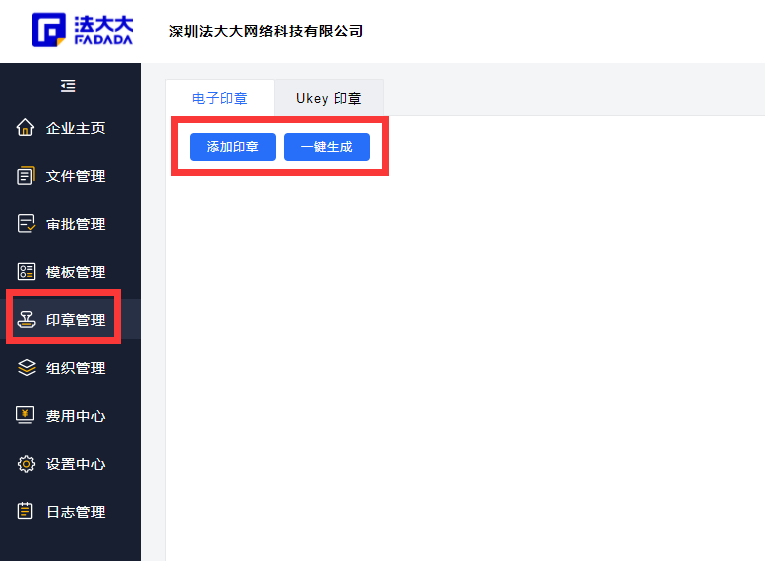 法大大
FADADA
深圳法大大网络科技有限公司
企业主页
文件管理
审批管理
模板管理
印章管理
组织管理
费用中心
设置中心
日志管理
电子印章
Ukey 印章
添加印章
一键生成